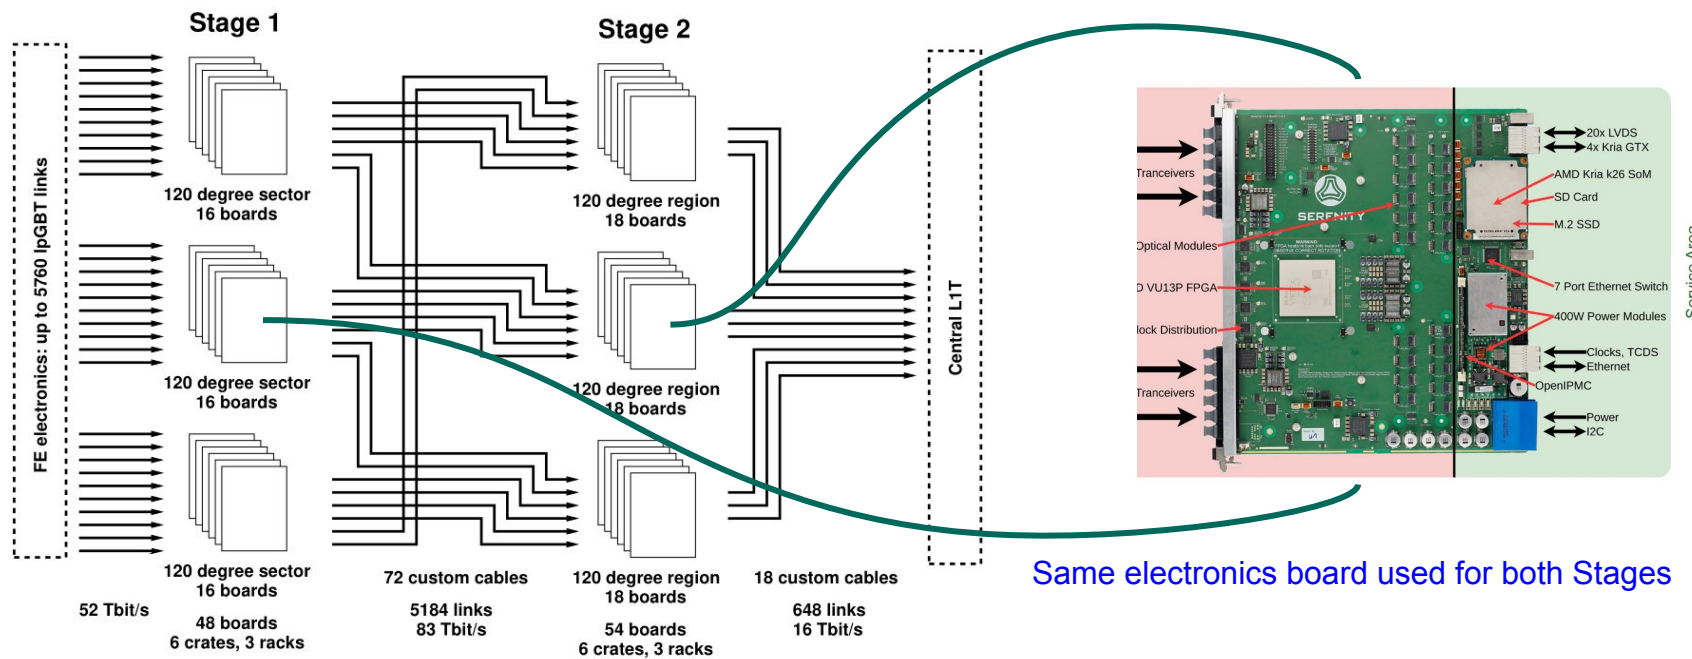 Stage 1
Stage 2
FE electronics: up to 5760 lpGBT links
120 degree sector
16 boards
120 degree sector
16 boards
120 degree sector
16 boards
52 Tbit/s
48 boards
6 crates, 3 racks
72 custom cables
5184 links
83 Tbit/s
120 degree region
18 boards
120 degree region
18 boards
120 degree region
18 boards
54 boards
6 crates, 3 racks
18 custom cables
648 links
16 Tbit/s
Central L1T
Tranceivers
Optical Modules
D VU13P FPGA
lock Distribution
Tranceivers
SERENITY
WARNING:
20x LVDS
4x Kria GTX
AMD Kria k26 SoM
SD Card
M.2 SSD
7 Port Ethernet Switch
400W Power Modules
Clocks, TCDS
Ethernet
OpenIPMC
Power
I2C
Service Area
Same electronics board used for both Stages